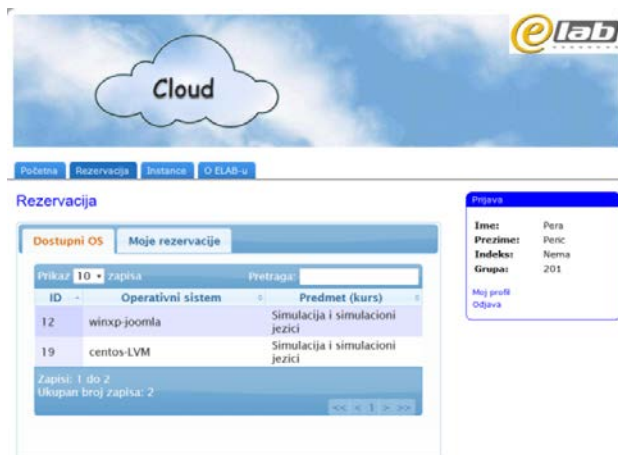 elab
Cloud
Početna Rezervacija Instance O ELAB-u
Rezervacija
Dostupni OS Moje rezervacije
Prikaz 10 zapisa Pretraga:
ID Operativni sistem Predmet (kurs)
12 winxp-joomla Simulacija i simulacioni
jezici
19 centos-LVM Simulacija i simulacioni
jezici
Zapisi: 1 do 2
Ukupan broj zapisa: 2
<< < 1 > >>
Prijava
Ime: Pera
Prezime: Peric
Indeks: Nema
Grupa: 201
Moj profil
Odjava